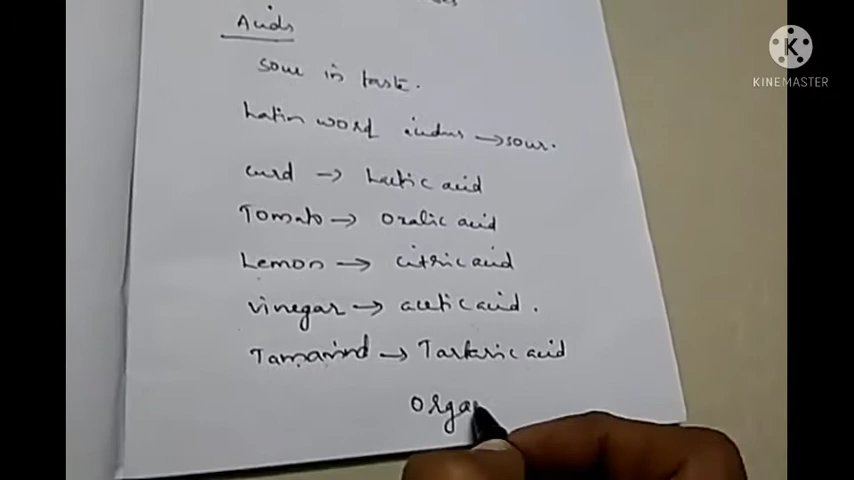 Acids
sour in taste.
Latin word acidus → sour.
curd → Lactic acid
Tomato → oxalic acid
Lemon → citric acid
vinegar → acetic acid.
Tamarind → Tartaric acid
orga
KINEMASTER